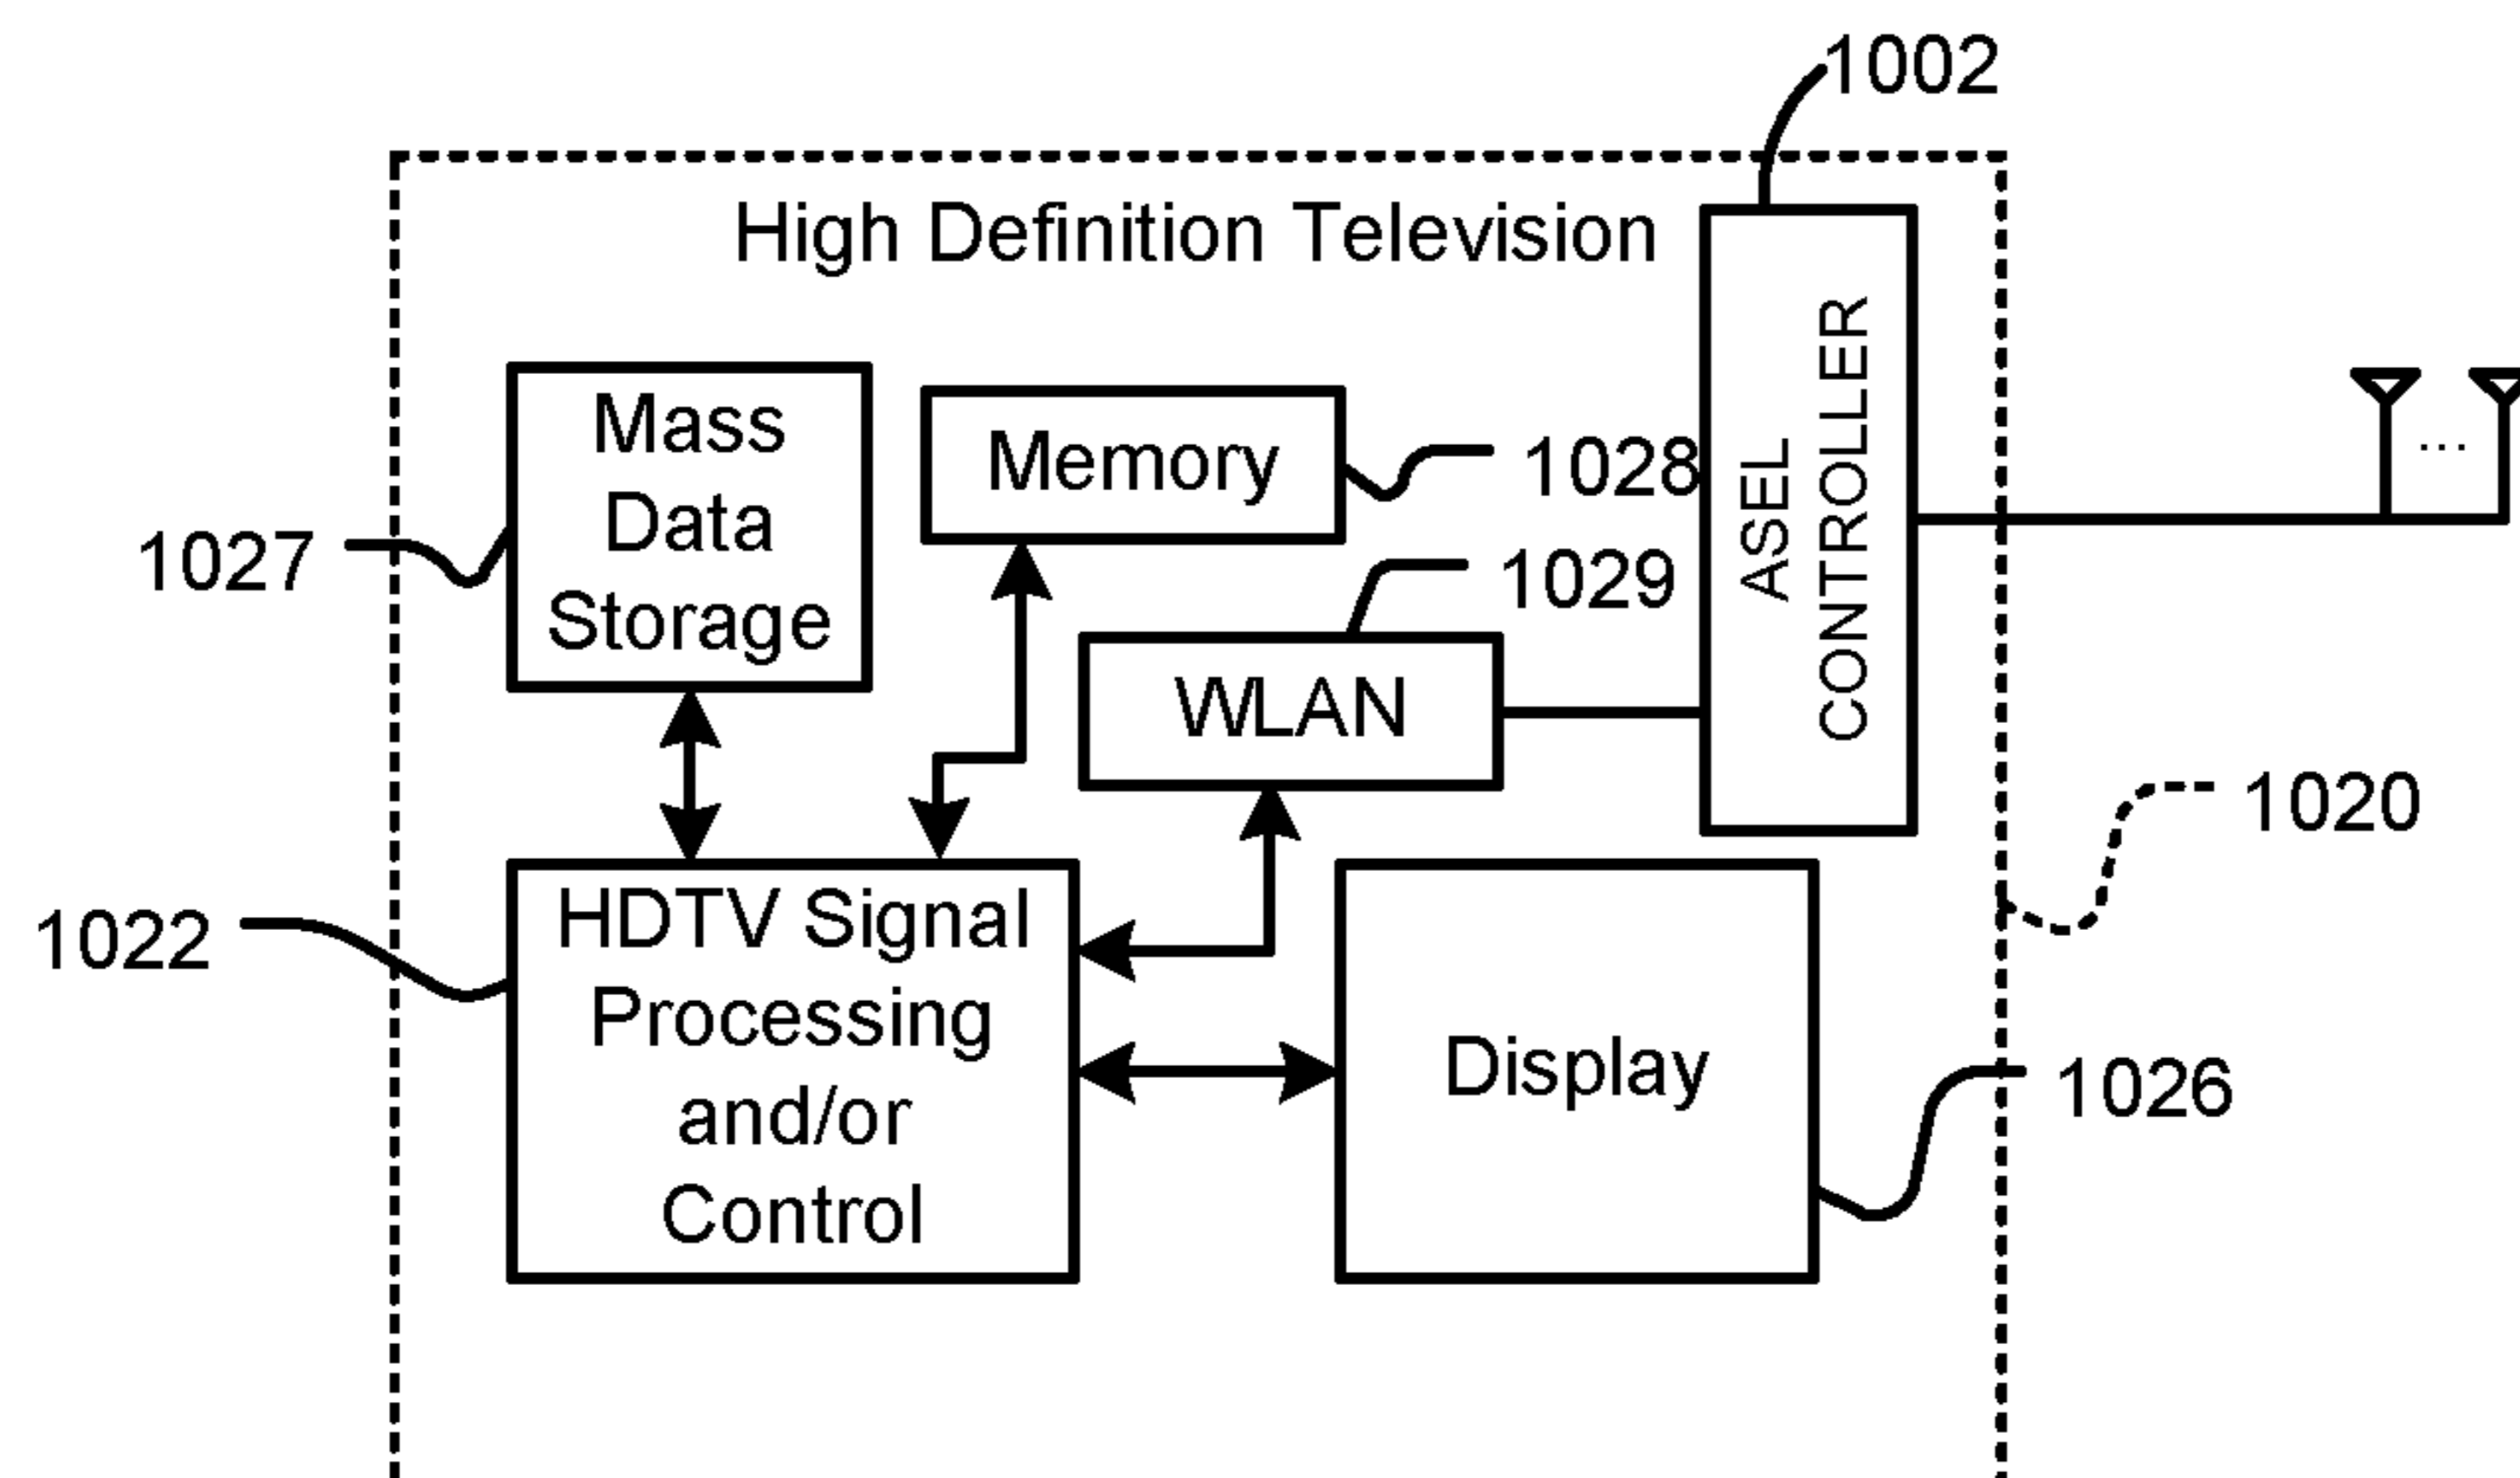 1002
High Definition Television
Mass
Data
Storage
Memory
1028
ASEL
CONTROLLER
...
1027
1029
WLAN
1020
1022
HDTV Signal
Processing
and/or
Control
Display
1026